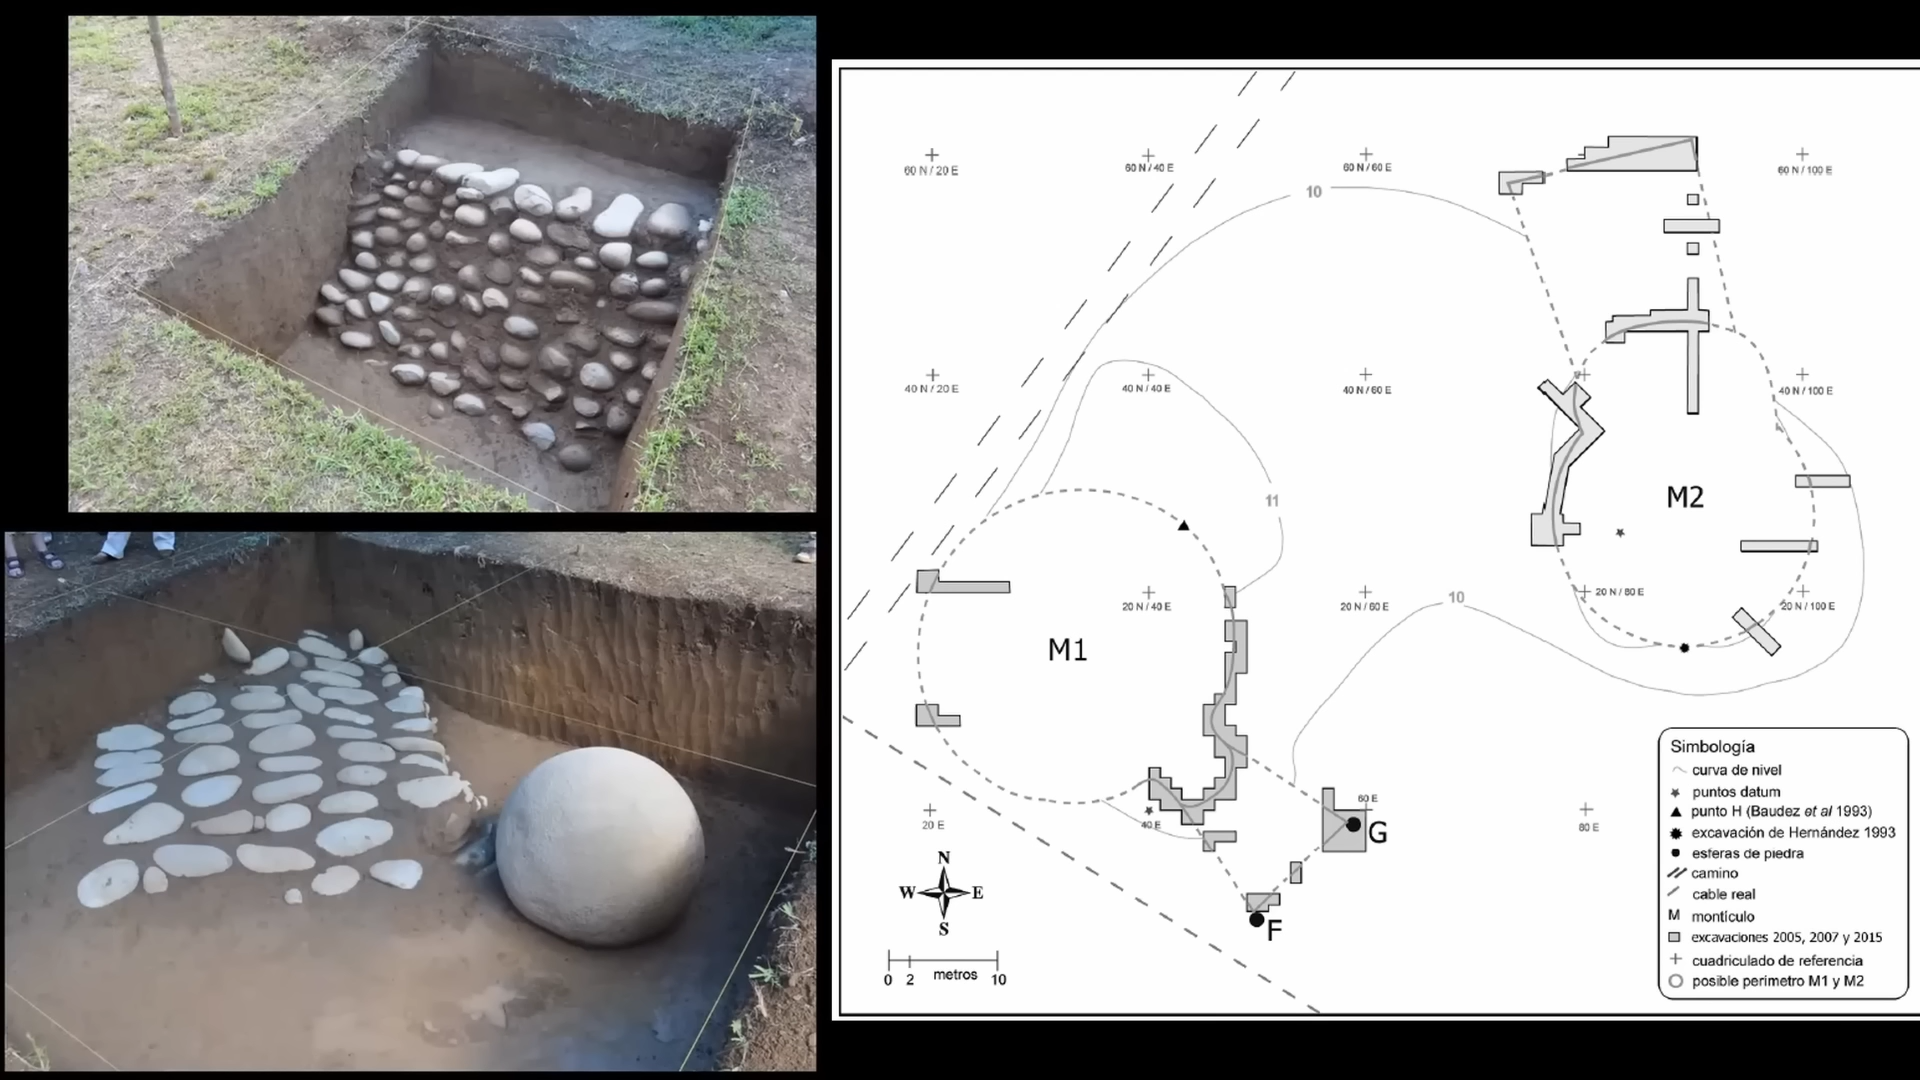 60 N / 20 E
60 N / 40 E
60 N / 60 E
60 N / 100 E
10
40 N / 20 E
40 N / 40 E
40 N / 60 E
40 N / 100 E
11
M2
20 N / 40 E
20 N / 60 E
10
20 N / 80 E
20 N / 100 E
M1
20 E
40 E
60 E
80 E
G
F
N
W
E
S
0 2 metros 10
Simbología
curva de nivel
puntos datum
punto H (Baudez et al 1993)
excavación de Hernández 1993
esferas de piedra
camino
cable real
M montículo
excavaciones 2005, 2007 y 2015
cuadriculado de referencia
posible perimetro M1 y M2